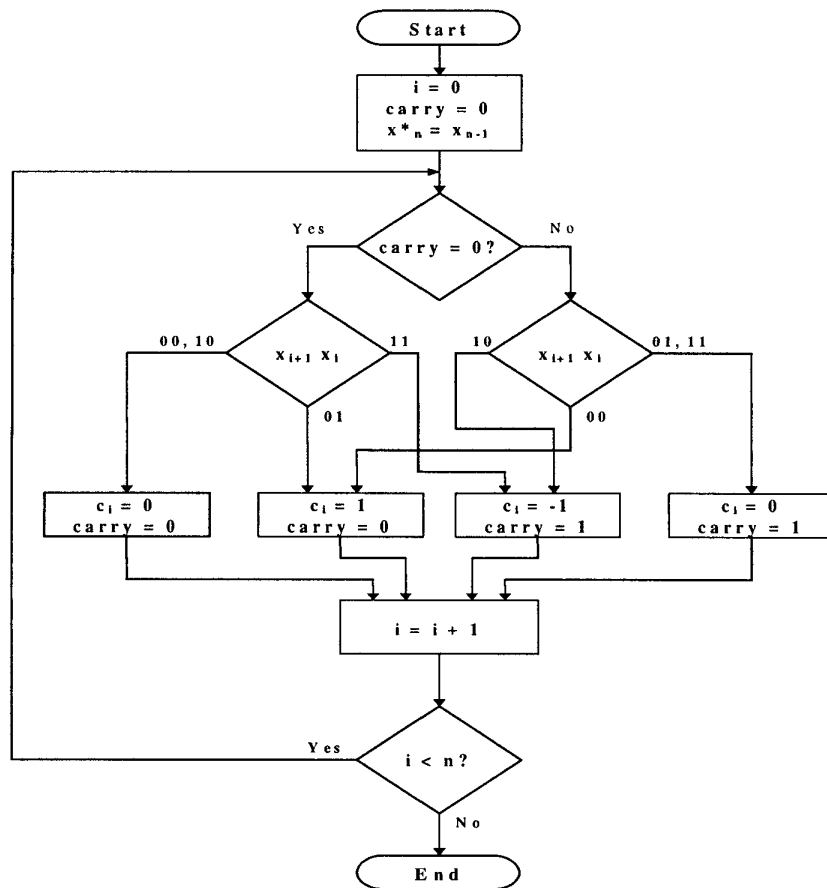 Start
i = 0
carry = 0
x*n = xn-1
Yes
No
carry = 0?
00, 10
xi+1 xi
11
10
xi+1 xi
01, 11
01
00
ci = 0
carry = 0
ci = 1
carry = 0
ci = -1
carry = 1
ci = 0
carry = 1
i = i + 1
Yes
i < n?
No
End